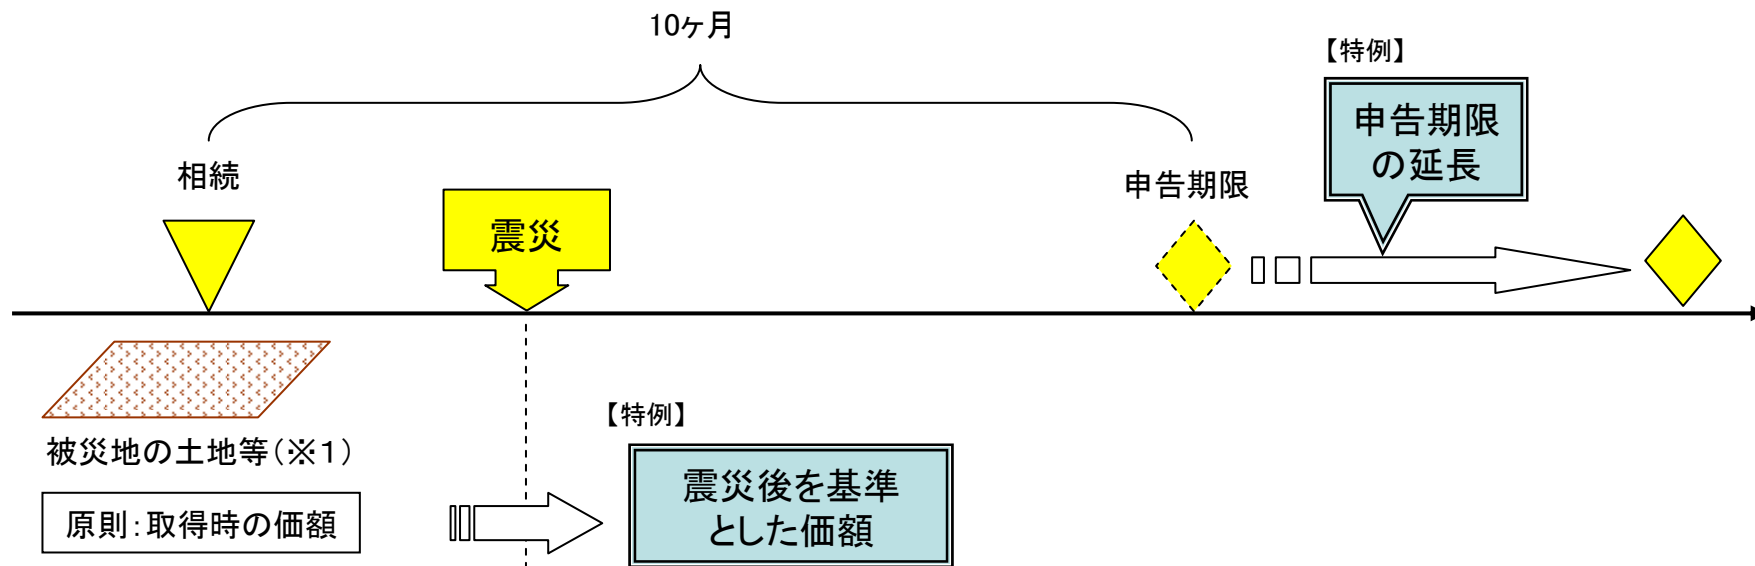 10ヶ月
【特例】
申告期限
の延長
相続
震災
申告期限
被災地の土地等(※1)
原則:取得時の価額
【特例】
震災後を基準
とした価額